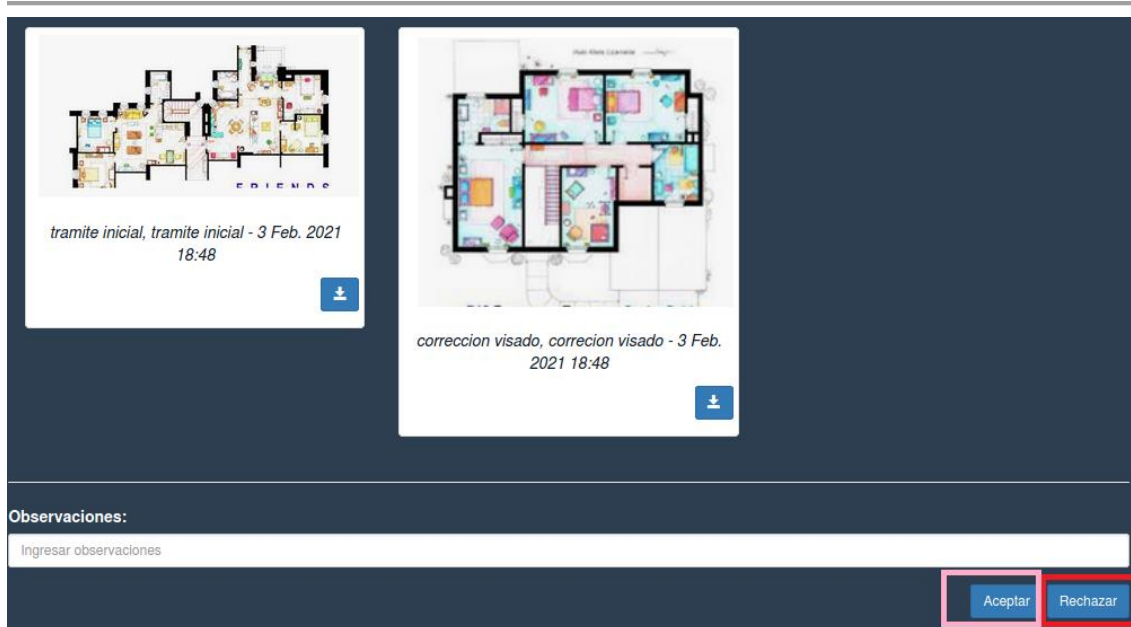 FRIENDS
tramite inicial, tramite inicial - 3 Feb. 2021
18:48
correccion visado, correcion visado - 3 Feb.
2021 18:48
Observaciones:
Ingresar observaciones
Aceptar
Rechazar